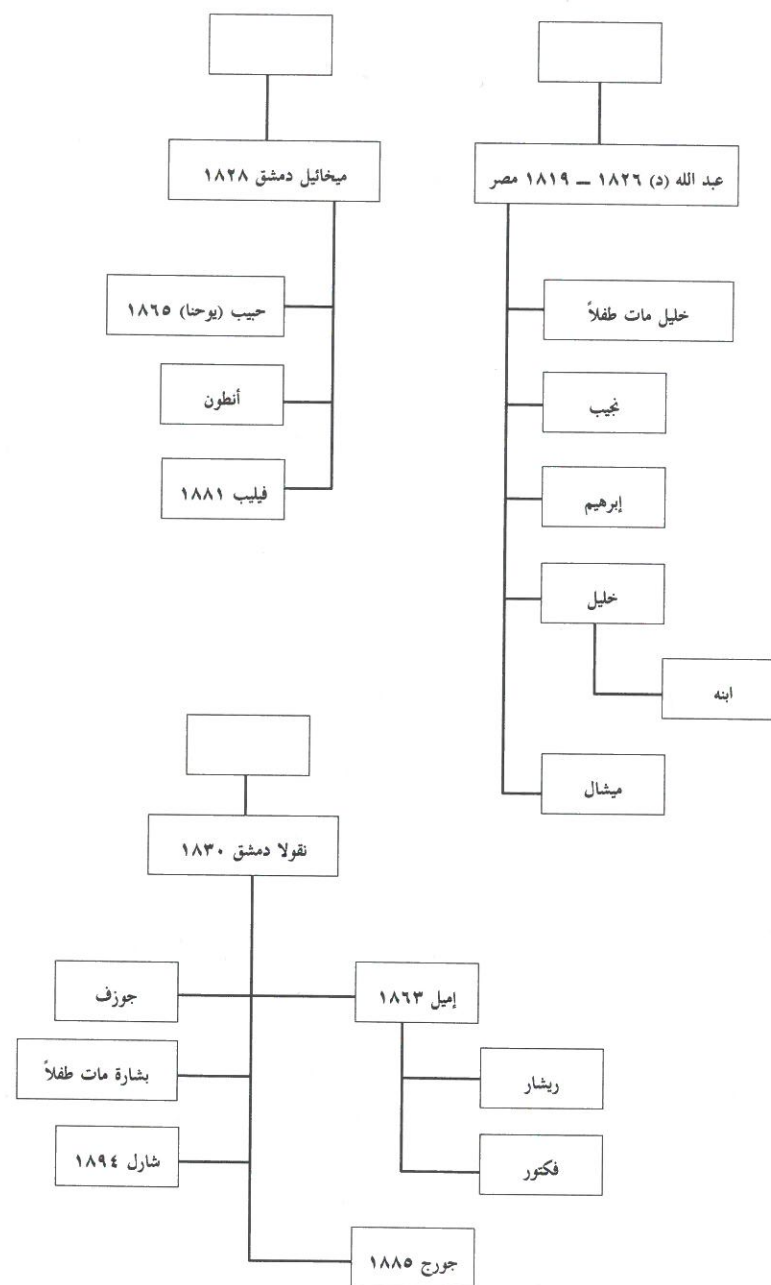 عبد الله (د) ١٨٢٦ ــ ١٨١٩ مصر
خليل مات طفلاً
نجيب
إبرهيم
خليل
ابنه
ميشال
ميخائيل دمشق ١٨٢٨
حبيب (يوحنا) ١٨٦٥
أنطون
فيليب ١٨٨١
نقولا دمشق ١٨٣٠
إميل ١٨٦٣
ريشار
فكتور
جوزف
بشارة مات طفلاً
شارل ١٨٩٤
جورج ١٨٨٥